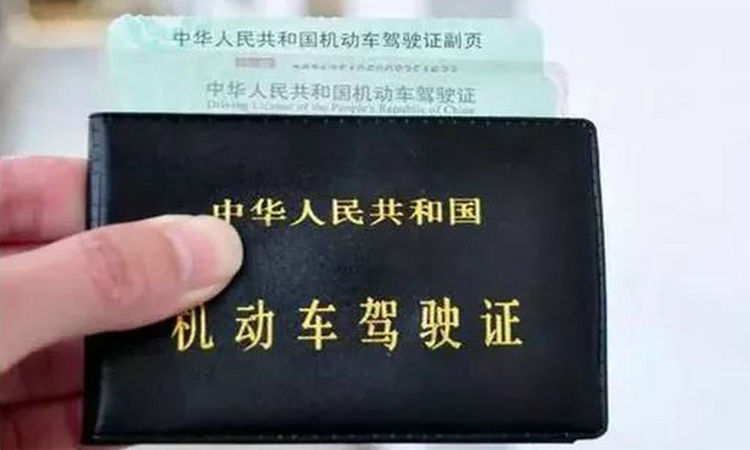 中华人民共和国机动车驾驶证副页
中华人民共和国机动车驾驶证
Driving License of the People's Republic of China
中华人民共和国
机动车驾驶证